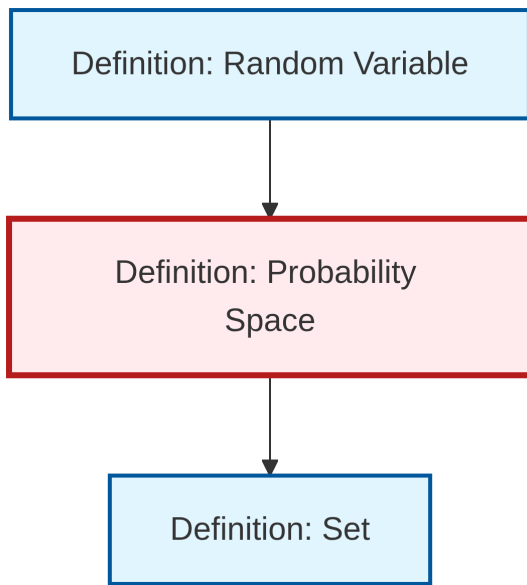 Definition: Random Variable
Definition: Probability
Space
Definition: Set